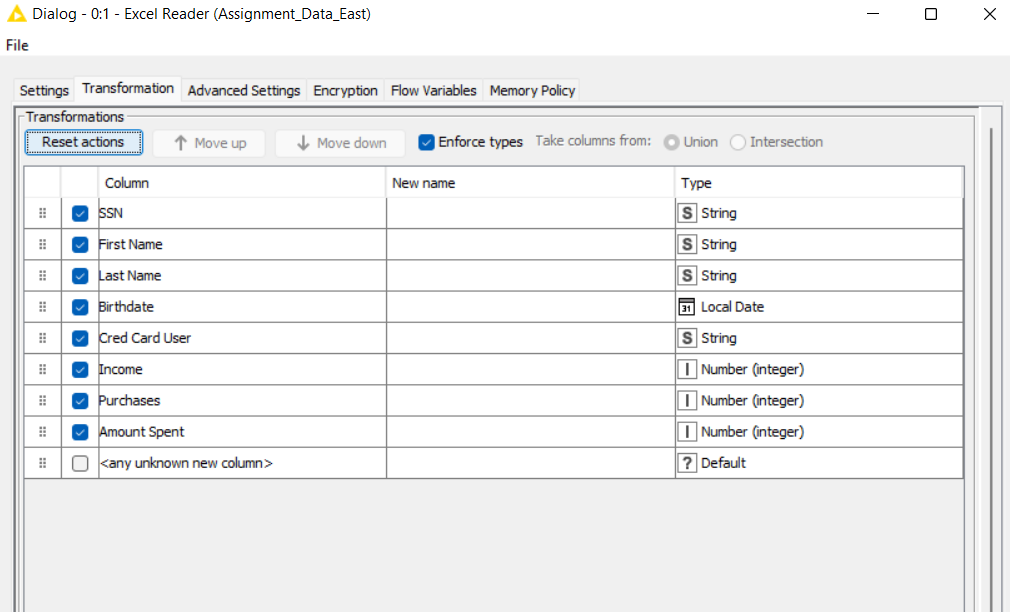 Dialog - 0:1 - Excel Reader (Assignment_Data_East)
File
Settings Transformation Advanced Settings Encryption Flow Variables Memory Policy
Transformations
Reset actions Move up Move down Enforce types Take columns from: Union Intersection
Column New name Type
SSN S String
First Name S String
Last Name S String
Birthdate 31 Local Date
Cred Card User S String
Income I Number (integer)
Purchases I Number (integer)
Amount Spent I Number (integer)
<any unknown new column> ? Default